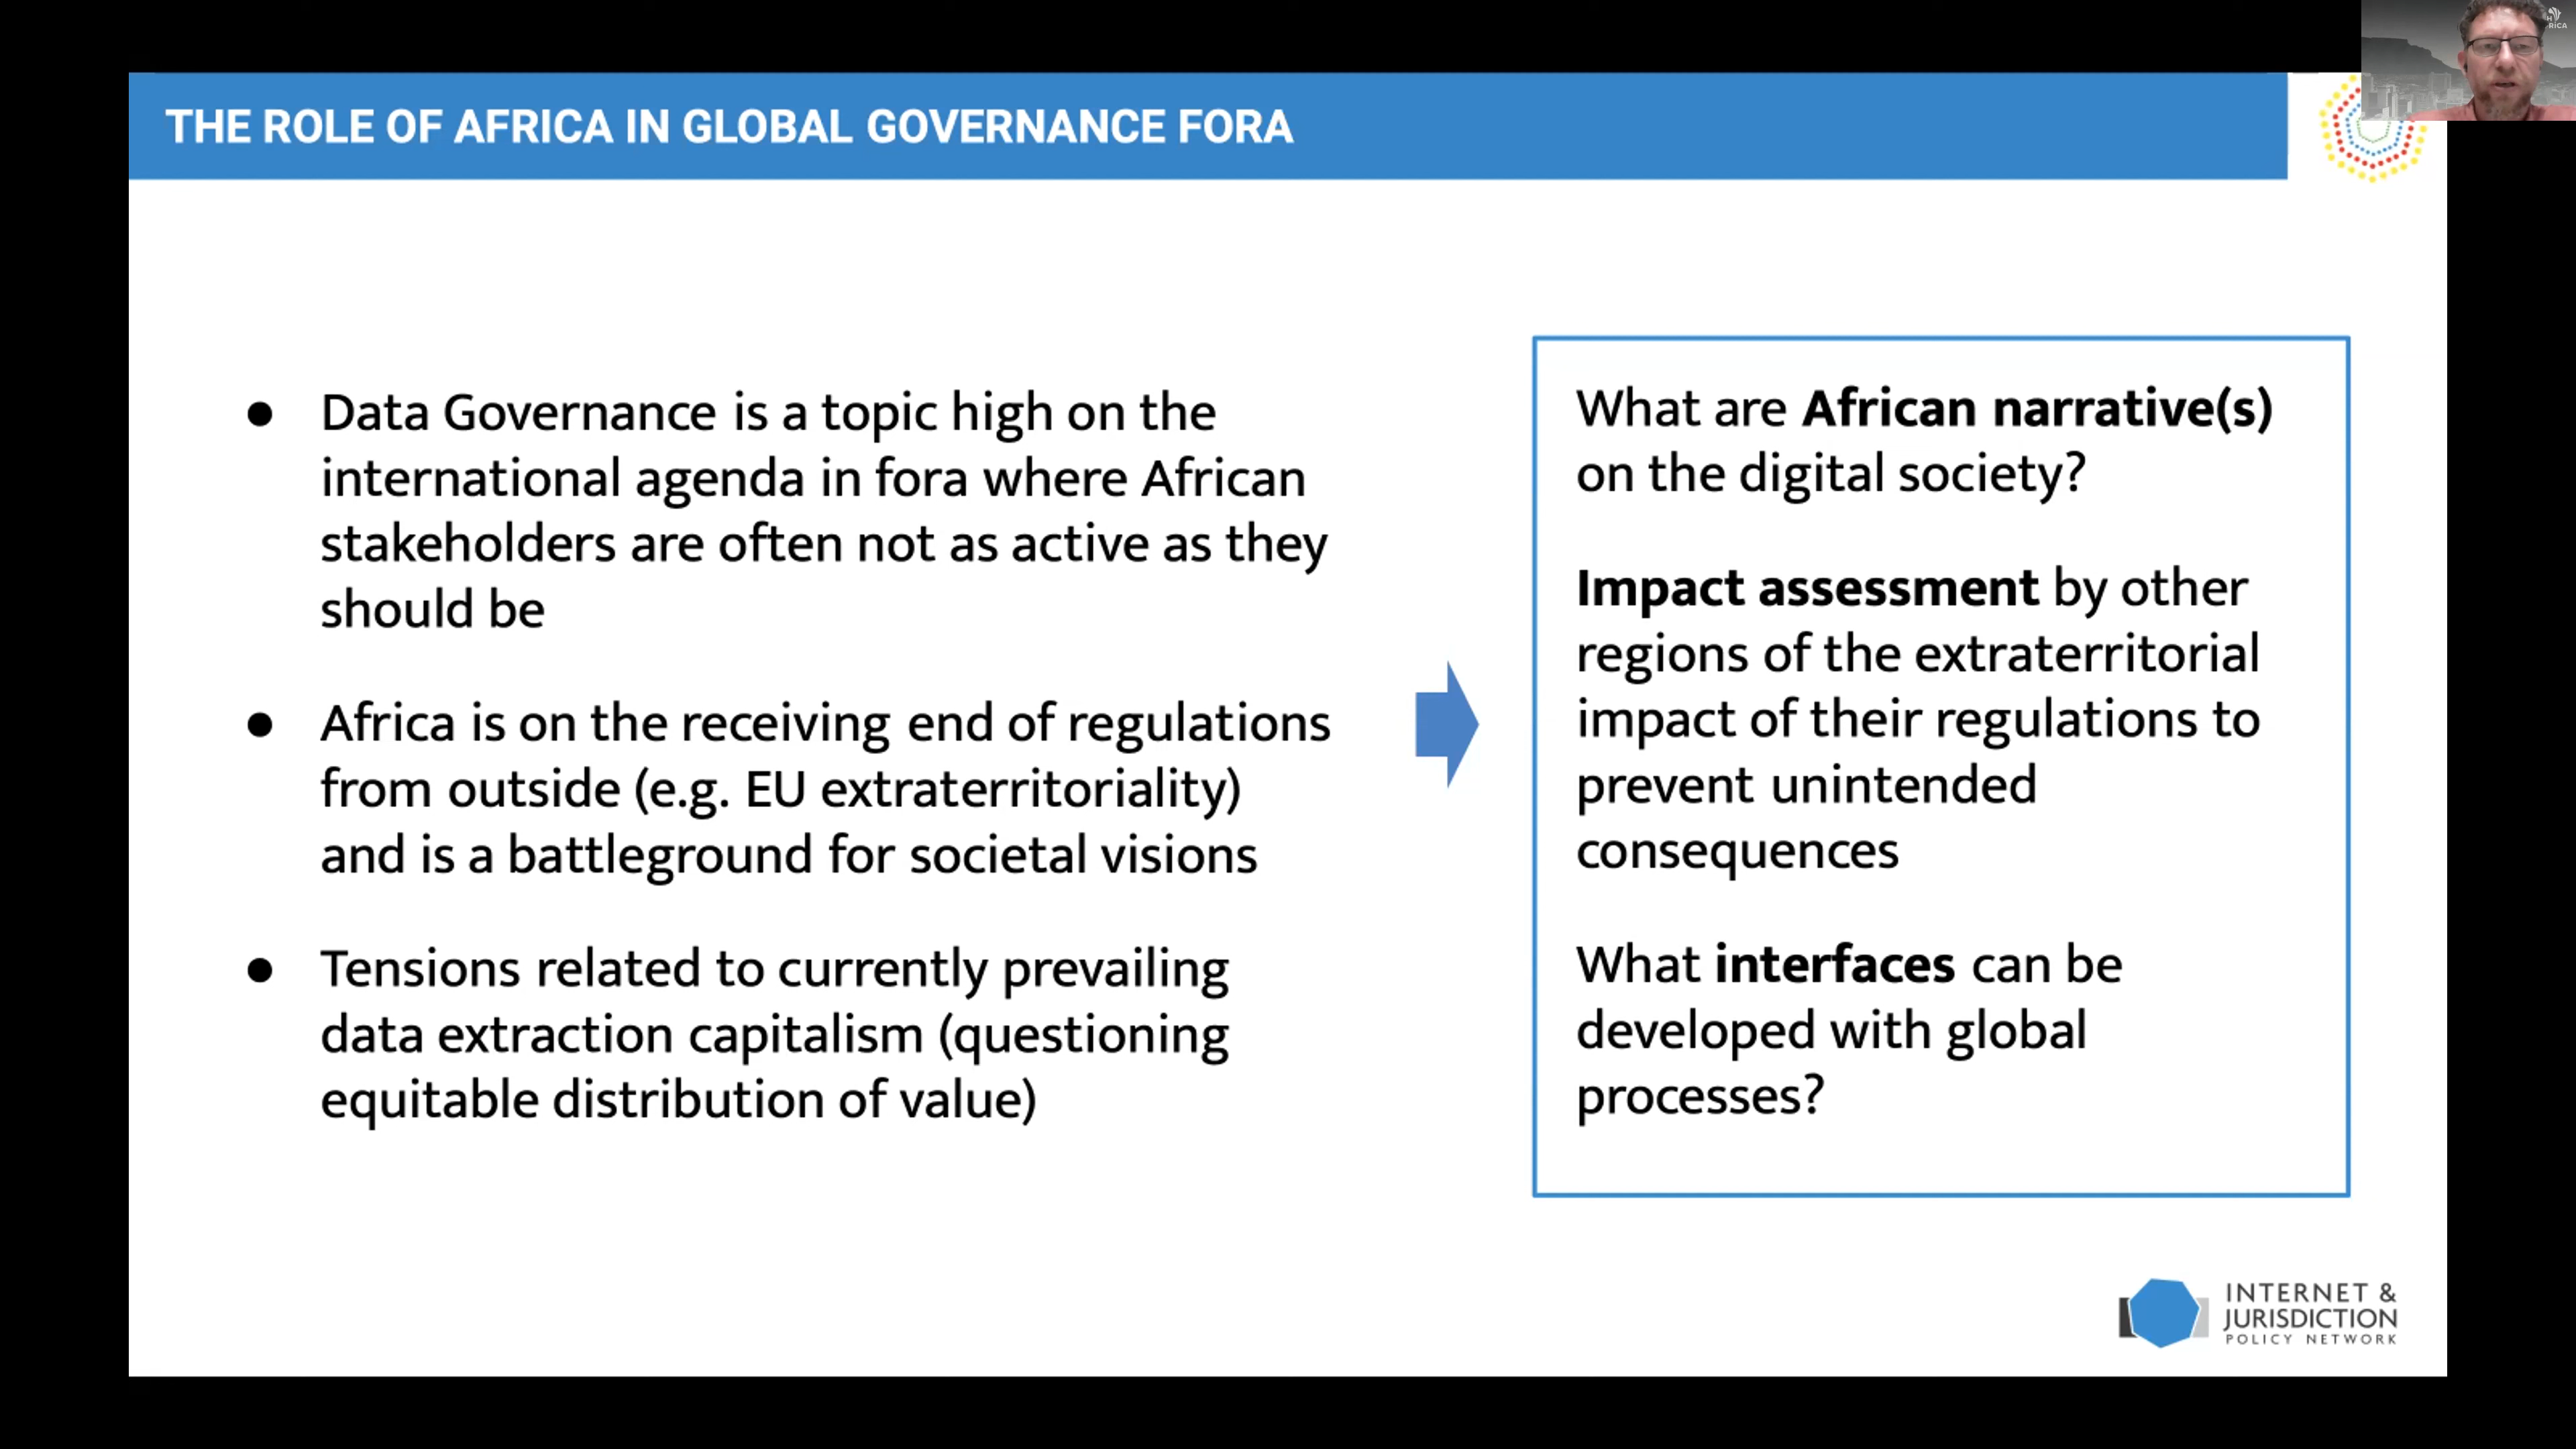 THE ROLE OF AFRICA IN GLOBAL GOVERNANCE FORA
● Data Governance is a topic high on the
international agenda in fora where African
stakeholders are often not as active as they
should be
● Africa is on the receiving end of regulations
from outside (e.g. EU extraterritoriality)
and is a battleground for societal visions
● Tensions related to currently prevailing
data extraction capitalism (questioning
equitable distribution of value)
What are African narrative(s)
on the digital society?
Impact assessment by other
regions of the extraterritorial
impact of their regulations to
prevent unintended
consequences
What interfaces can be
developed with global
processes?
INTERNET &
JURISDICTION
POLICY NETWORK